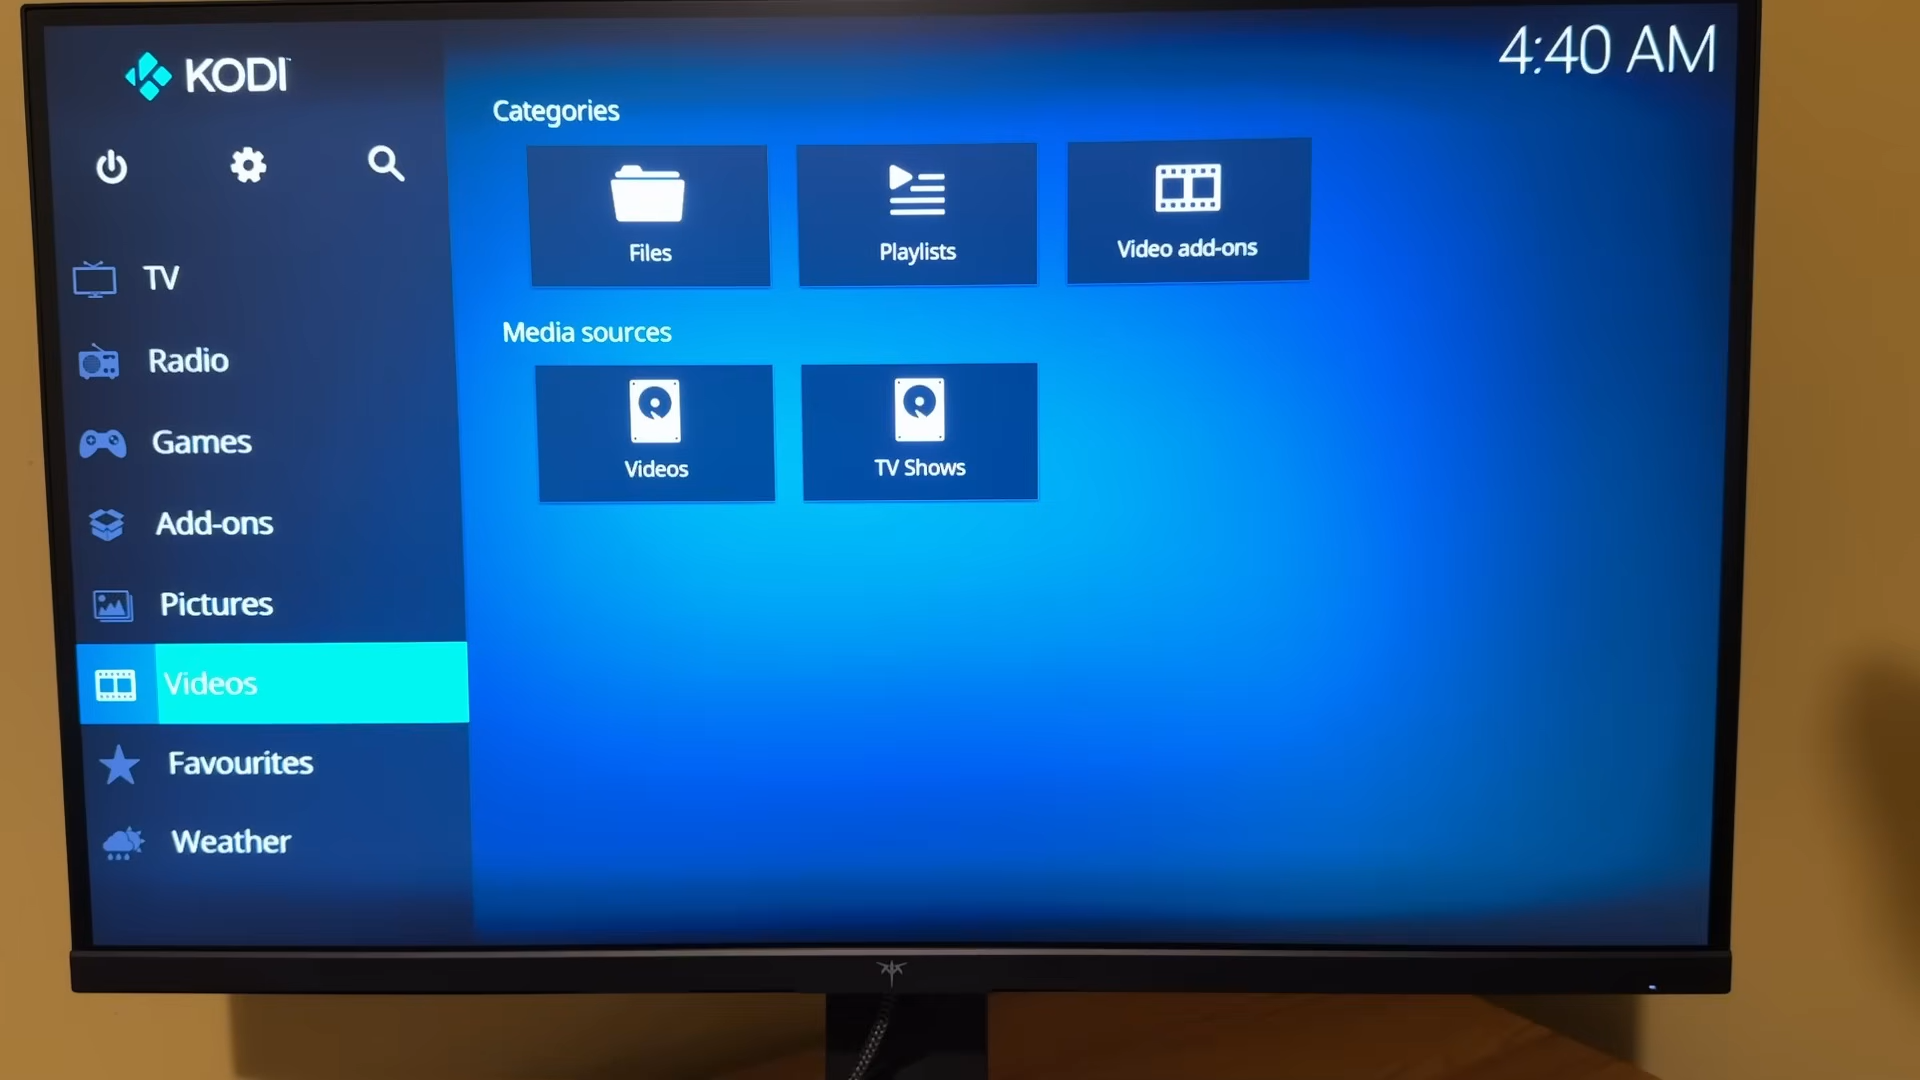 KODI
4:40 AM
TV
Radio
Games
Add-ons
Pictures
Videos
Favourites
Weather
Categories
Files
Playlists
Video add-ons
Media sources
Videos
TV Shows